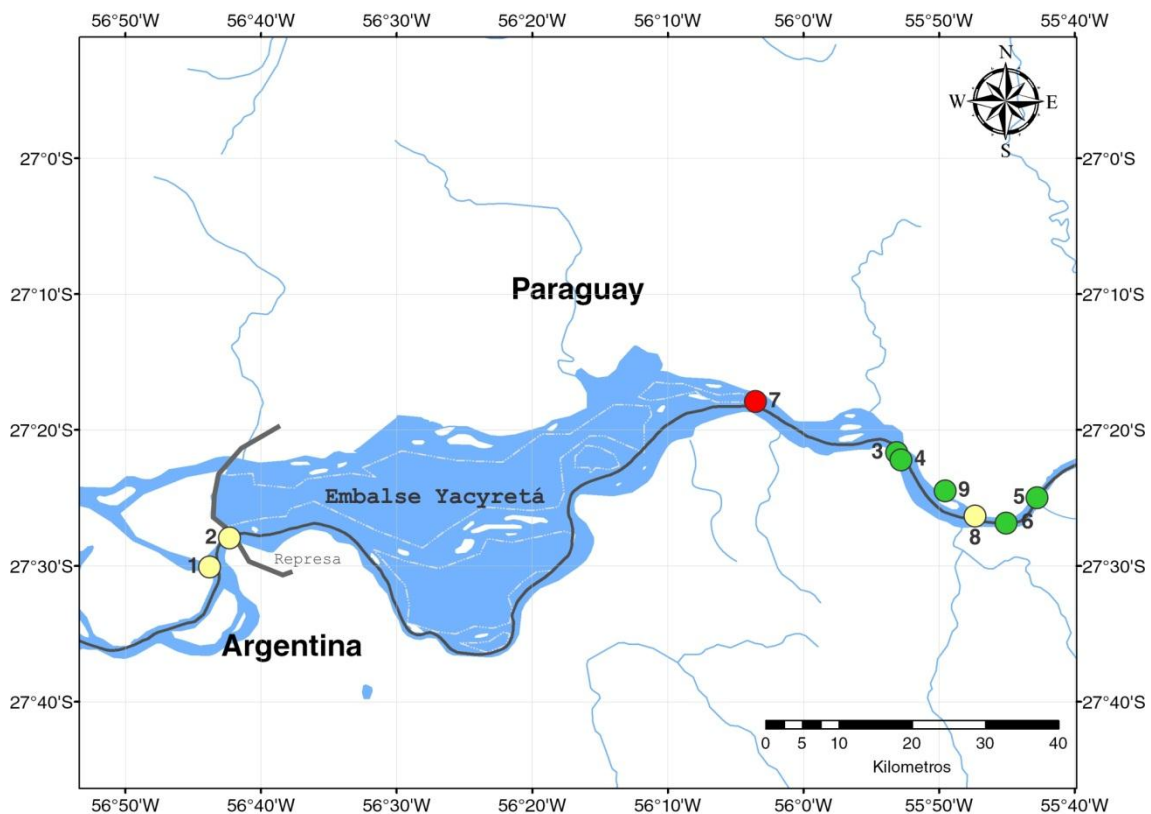 56°50'W 56°40'W 56°30'W 56°20'W 56°10'W 56°0'W 55°50'W 55°40'W
N
W E
S
27°0'S 27°0'S
Paraguay
27°10'S 27°10'S
7
27°20'S 27°20'S
3 4
9
Embalse Yacyretá
5
6
8
2
Represa
1
27°30'S 27°30'S
Argentina
27°40'S 27°40'S
0 5 10 20 30 40
Kilometros
56°50'W 56°40'W 56°30'W 56°20'W 56°10'W 56°0'W 55°50'W 55°40'W